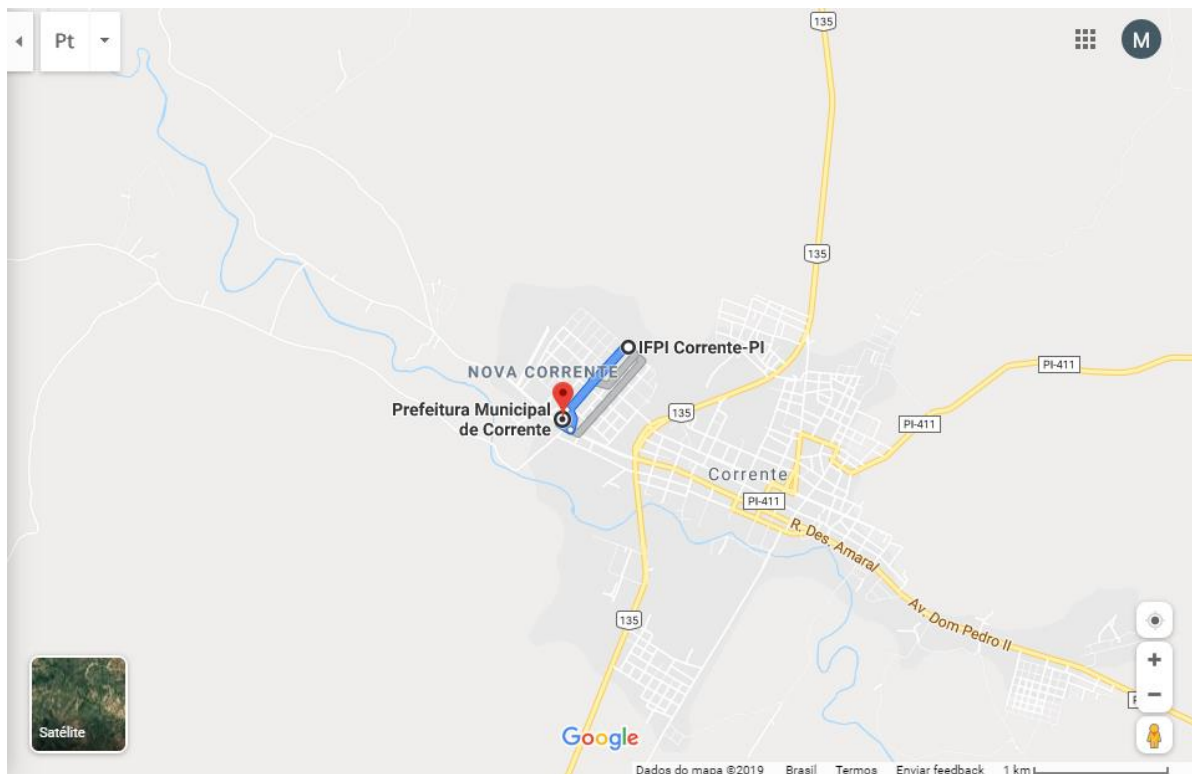 Pt
M
135
135
IFPI Corrente-PI
NOVA CORRENTE
PI-411
Prefeitura Municipal
de Corrente
135
PI-411
Corrente
PI-411
R. Des. Amaral
Av. Dom Pedro II
135
Satélite
Google
Dados do mapa ©2019 Brasil Termos Enviar feedback 1 km